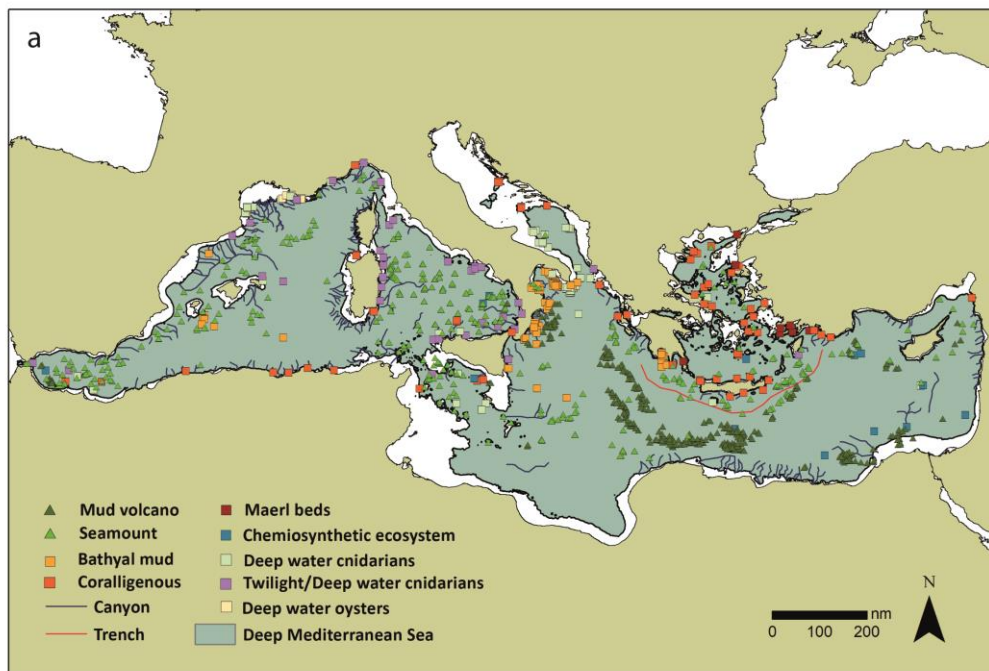 a
Mud volcano
Seamount
Bathyal mud
Coralligenous
Canyon
Trench
Maerl beds
Chemiosynthetic ecosystem
Deep water cnidarians
Twilight/Deep water cnidarians
Deep water oysters
Deep Mediterranean Sea
nm
0 100 200
N